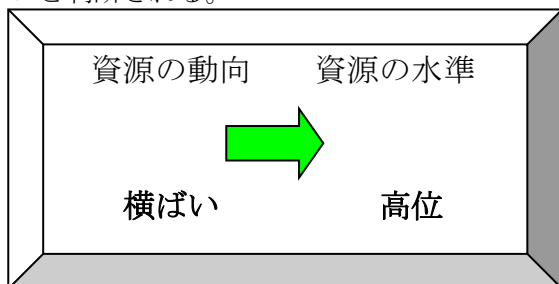 と判断される。
資源の動向 資源の水準
横ばい 高位